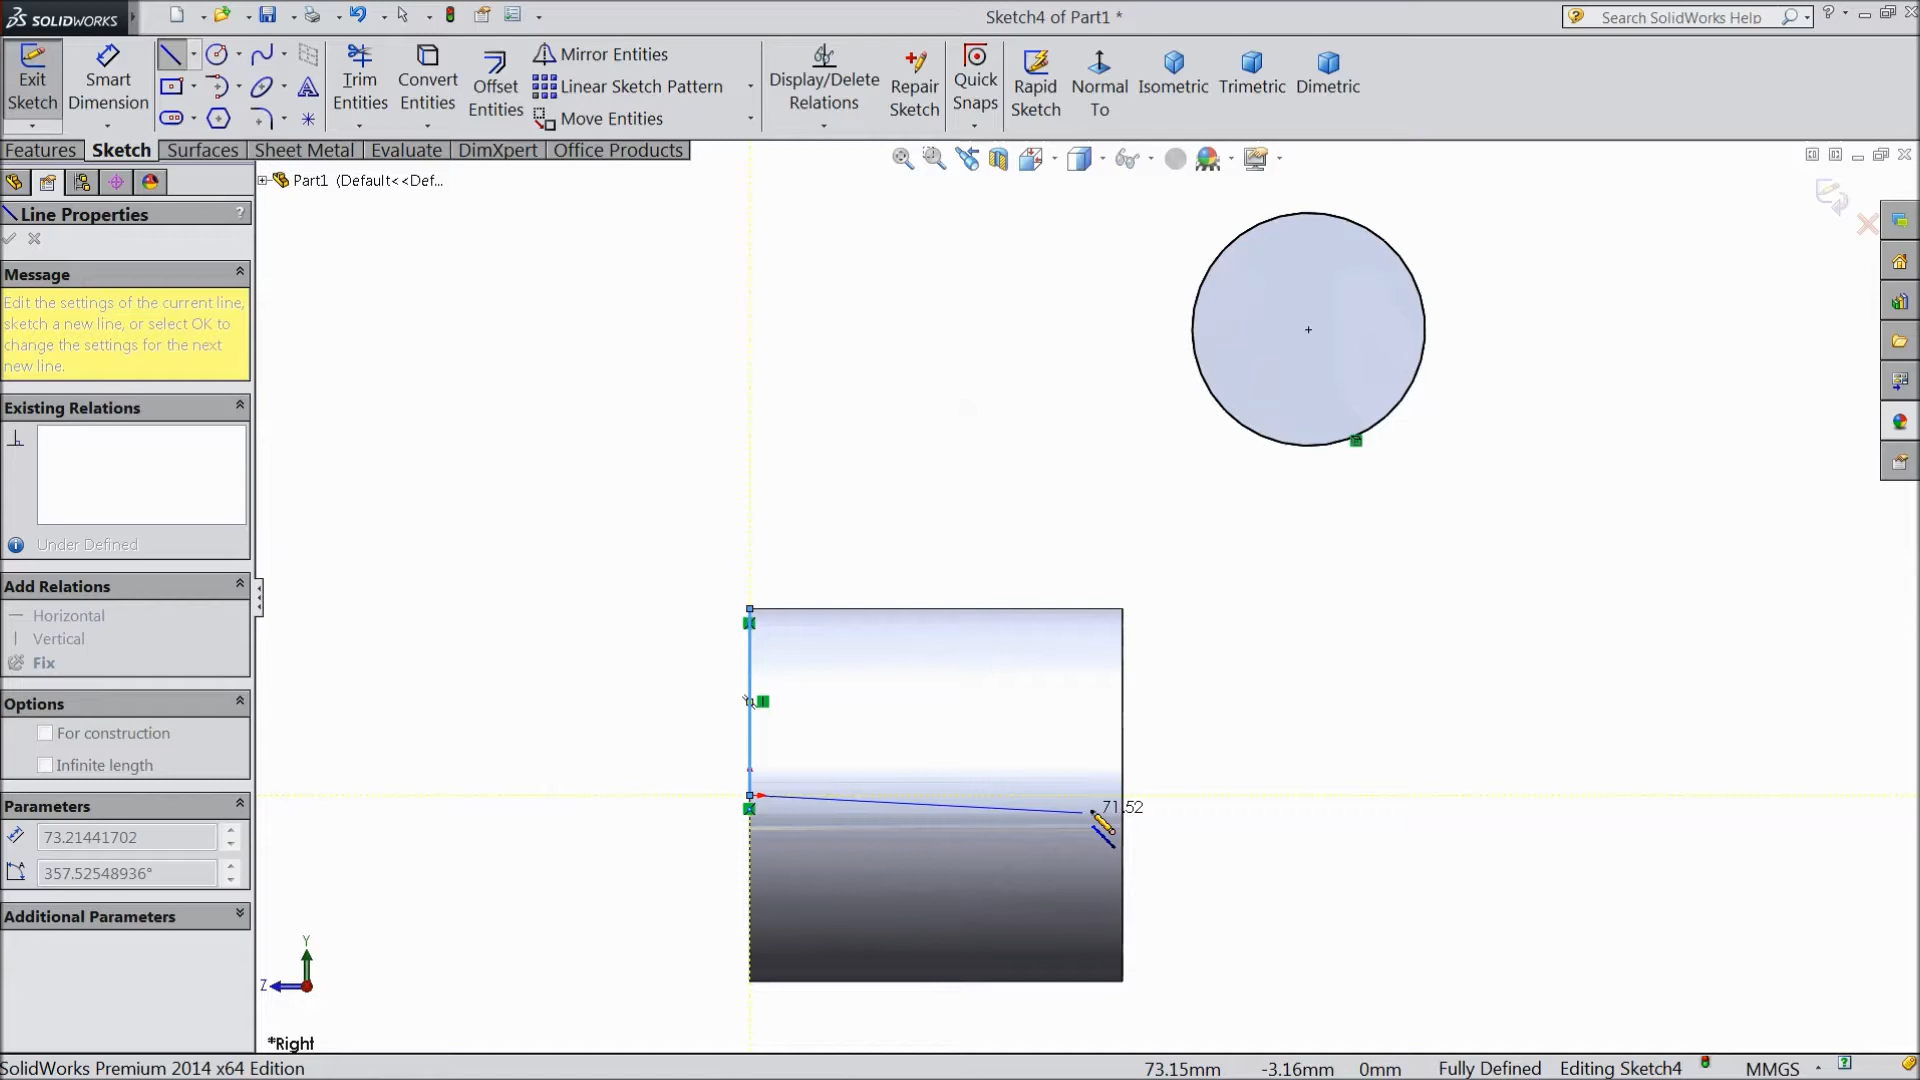 SOLIDWORKS
Sketch4 of Part1 *
Search SolidWorks Help
Exit Sketch
Smart Dimension
Trim Entities
Convert Entities
Offset Entities
Mirror Entities
Linear Sketch Pattern
Move Entities
Display/Delete Relations
Repair Sketch
Quick Snaps
Rapid Sketch
Normal To
Isometric
Trimetric
Dimetric
Features
Sketch
Surfaces
Sheet Metal
Evaluate
DimXpert
Office Products
Part1 (Default<<Def...
Line Properties
?
Message
Edit the settings of the current line,
sketch a new line, or select OK to
change the settings for the next
new line.
Existing Relations
Under Defined
Add Relations
Horizontal
Vertical
Fix
Options
For construction
Infinite length
Parameters
73.21441702
357.52548936°
Additional Parameters
71.52
Y
Z
*Right
SolidWorks Premium 2014 x64 Edition
73.15mm
-3.16mm
0mm
Fully Defined
Editing Sketch4
MMGS